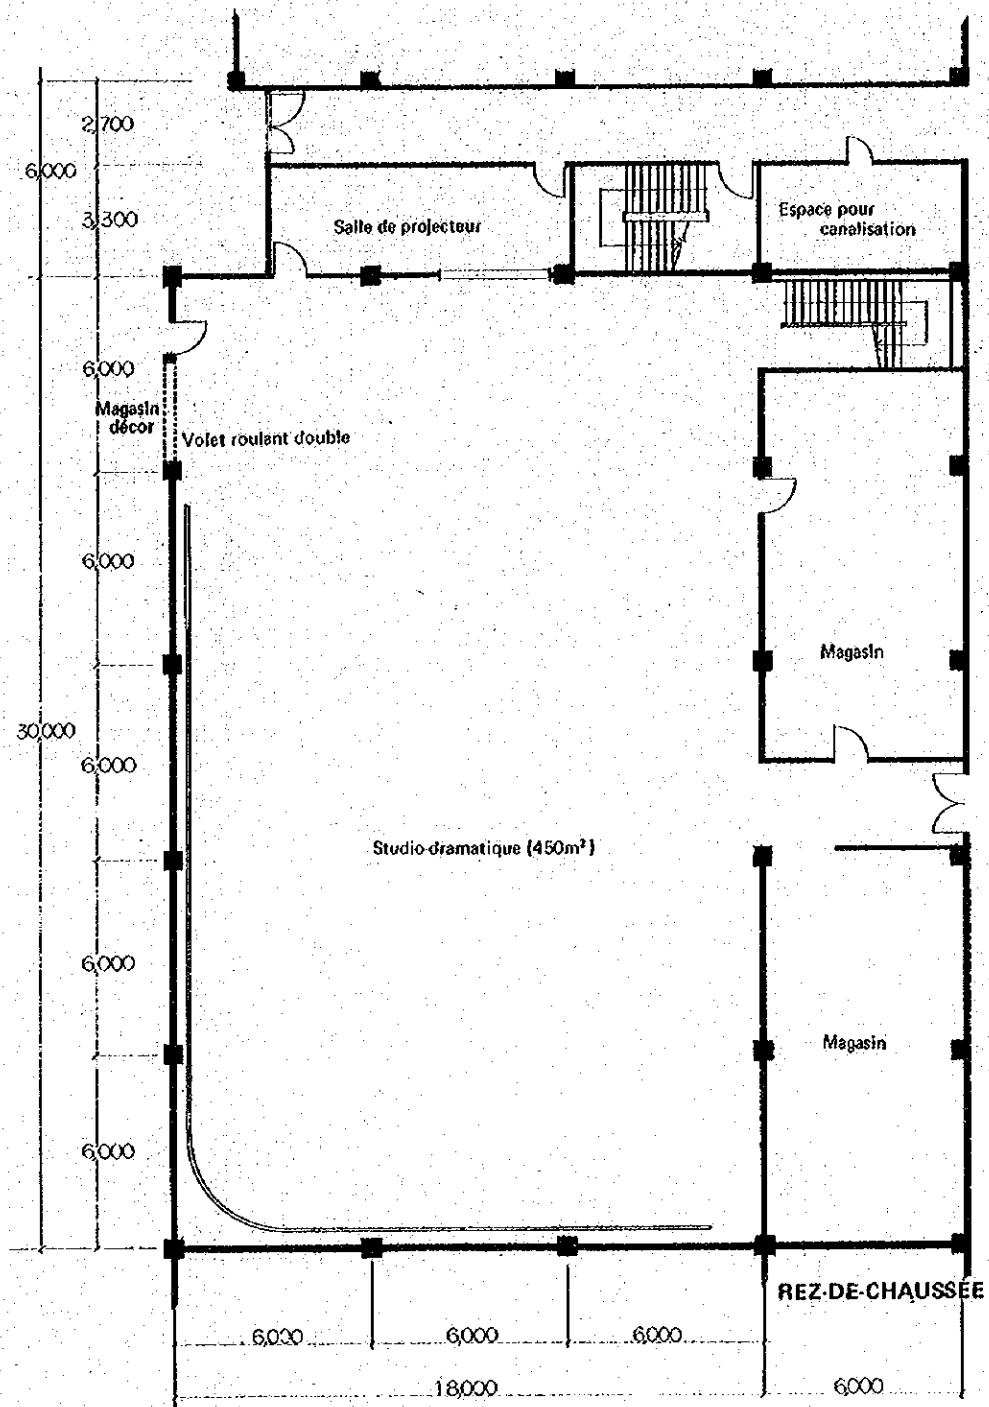 2,700
6,000
3,300
Salle de projecteur
Espace pour
canalisation
6,000
Magasin
décor
Volet roulant double
6,000
Magasin
30,000
6,000
Studio-dramatique (450m²)
6,000
Magasin
6,000
REZ-DE-CHAUSSÉE
6,000
6,000
6,000
18,000
6,000